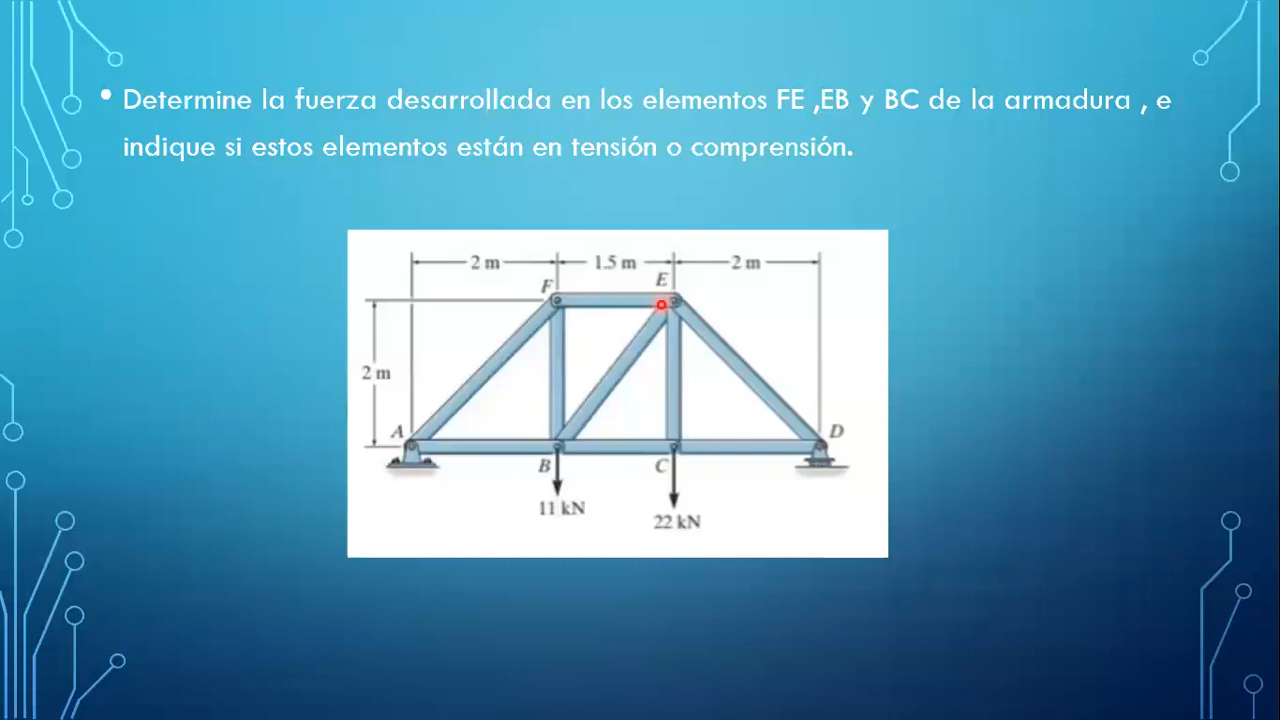 • Determine la fuerza desarrollada en los elementos FE ,EB y BC de la armadura , e
indique si estos elementos están en tensión o comprensión.
2 m 1.5 m 2 m
F E
2 m
A D
B C
11 kN
22 kN